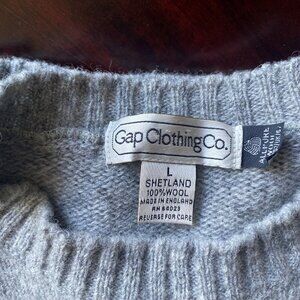 Gap Clothing Co.
L
SHETLAND
100% WOOL
MADE IN ENGLAND
RN 54023
REVERSE FOR CARE